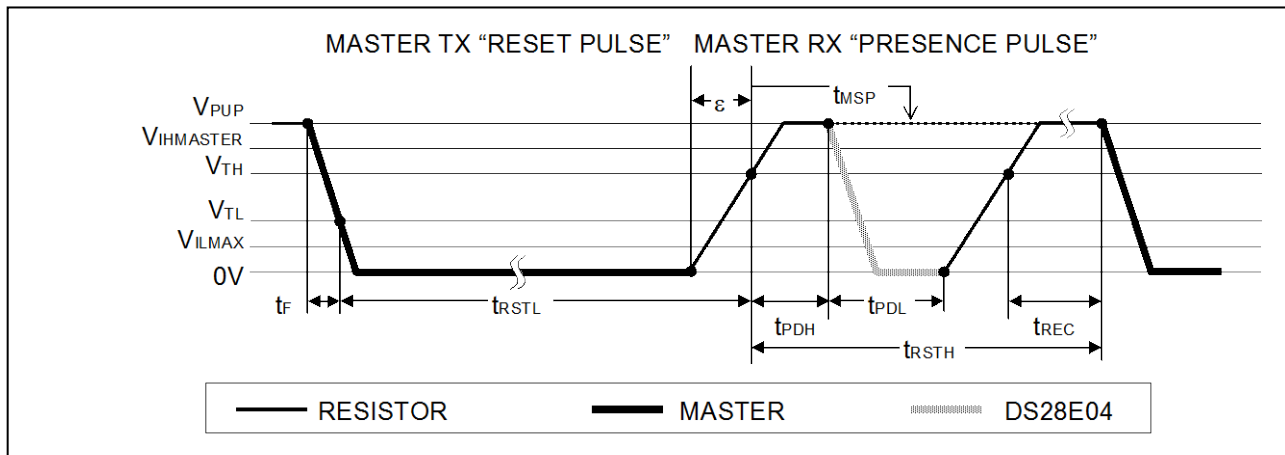 MASTER TX “RESET PULSE” MASTER RX “PRESENCE PULSE”
ε tMSP
VPUP
VIHMASTER
VTH
VTL
VILMAX
0V
tF tRSTL tPDH tPDL tREC
tRSTH
RESISTOR MASTER DS28E04